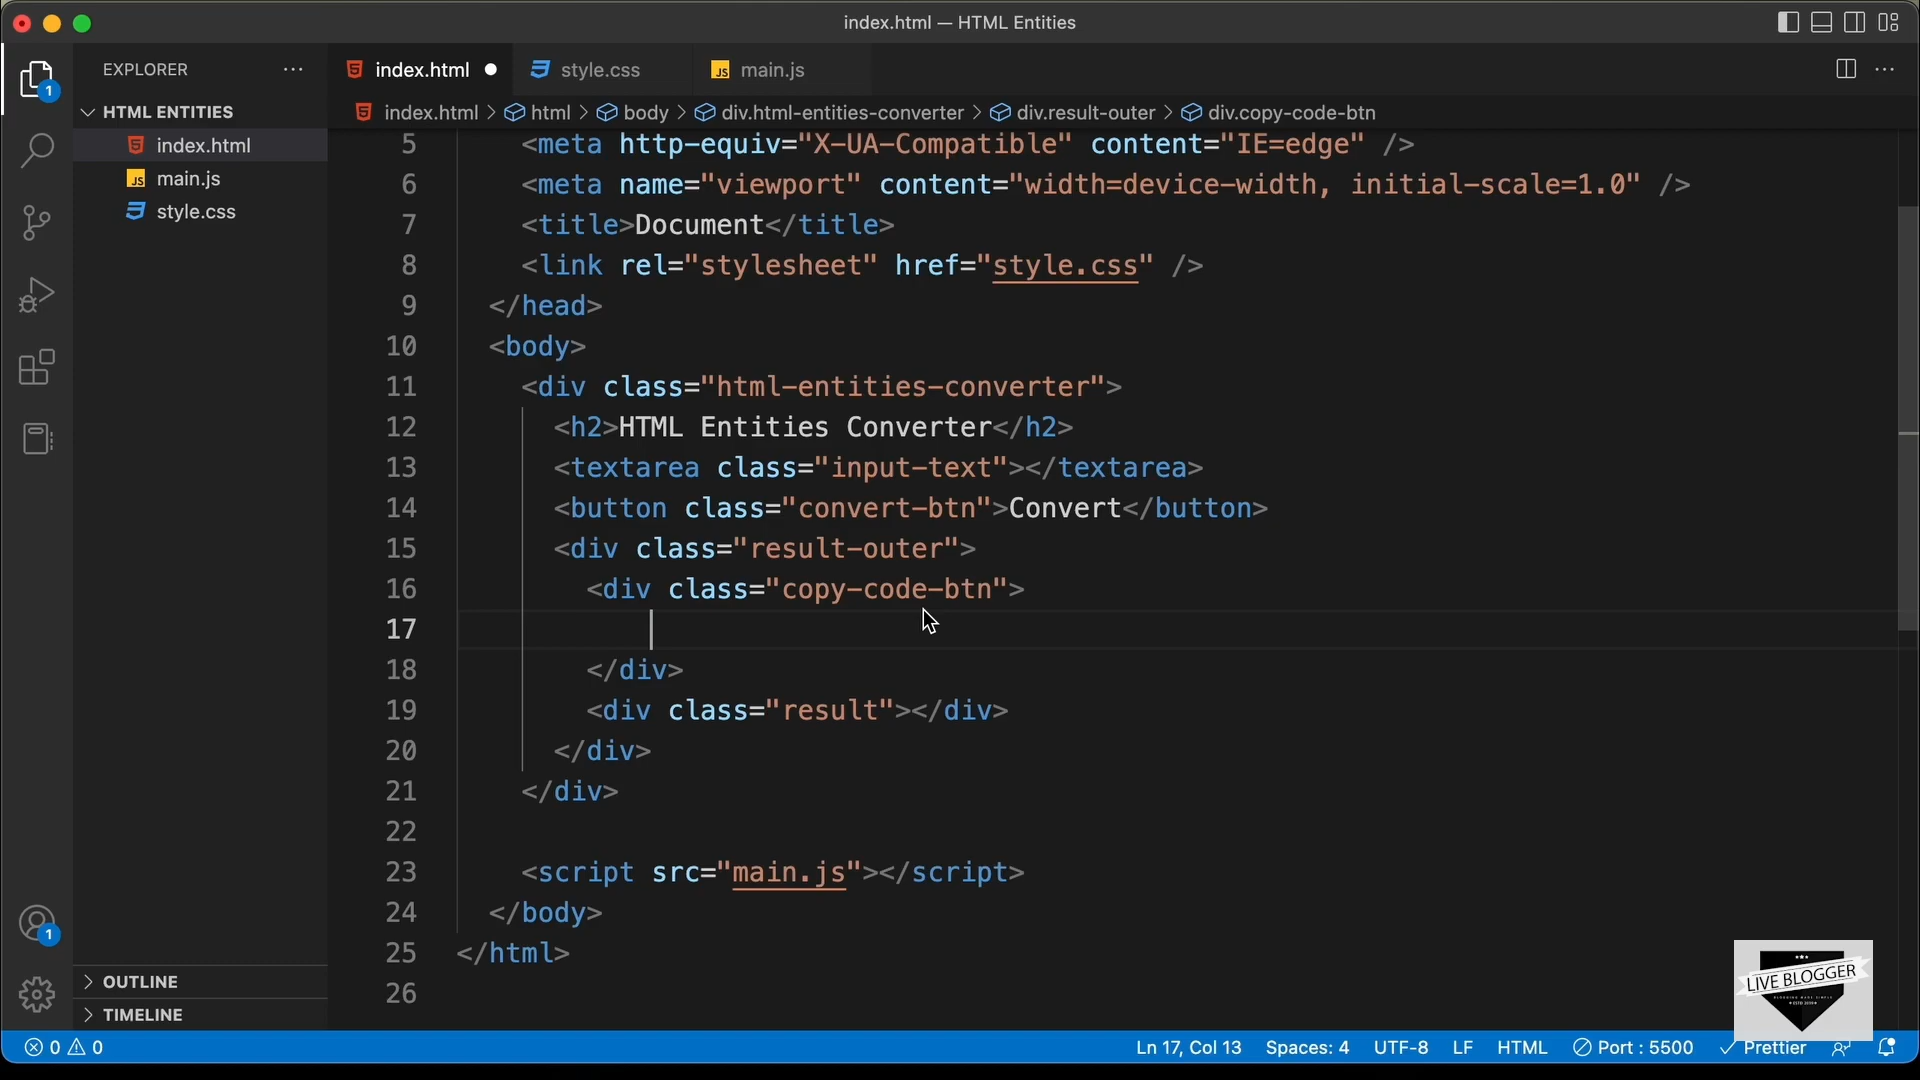 index.html — HTML Entities
EXPLORER
HTML ENTITIES
index.html
main.js
style.css
OUTLINE
TIMELINE
1
1
index.html
style.css
JS main.js
index.html > html > body > div.html-entities-converter > div.result-outer > div.copy-code-btn
5 <meta http-equiv="X-UA-Compatible" content="IE=edge" />
6 <meta name="viewport" content="width=device-width, initial-scale=1.0" />
7 <title>Document</title>
8 <link rel="stylesheet" href="style.css" />
9 </head>
10 <body>
11 <div class="html-entities-converter">
12 <h2>HTML Entities Converter</h2>
13 <textarea class="input-text"></textarea>
14 <button class="convert-btn">Convert</button>
15 <div class="result-outer">
16 <div class="copy-code-btn">
17
18 </div>
19 <div class="result"></div>
20 </div>
21 </div>
22
23 <script src="main.js"></script>
24 </body>
25 </html>
26
LIVE BLOGGER
0 0
Ln 17, Col 13 Spaces: 4 UTF-8 LF HTML Port : 5500 Prettier